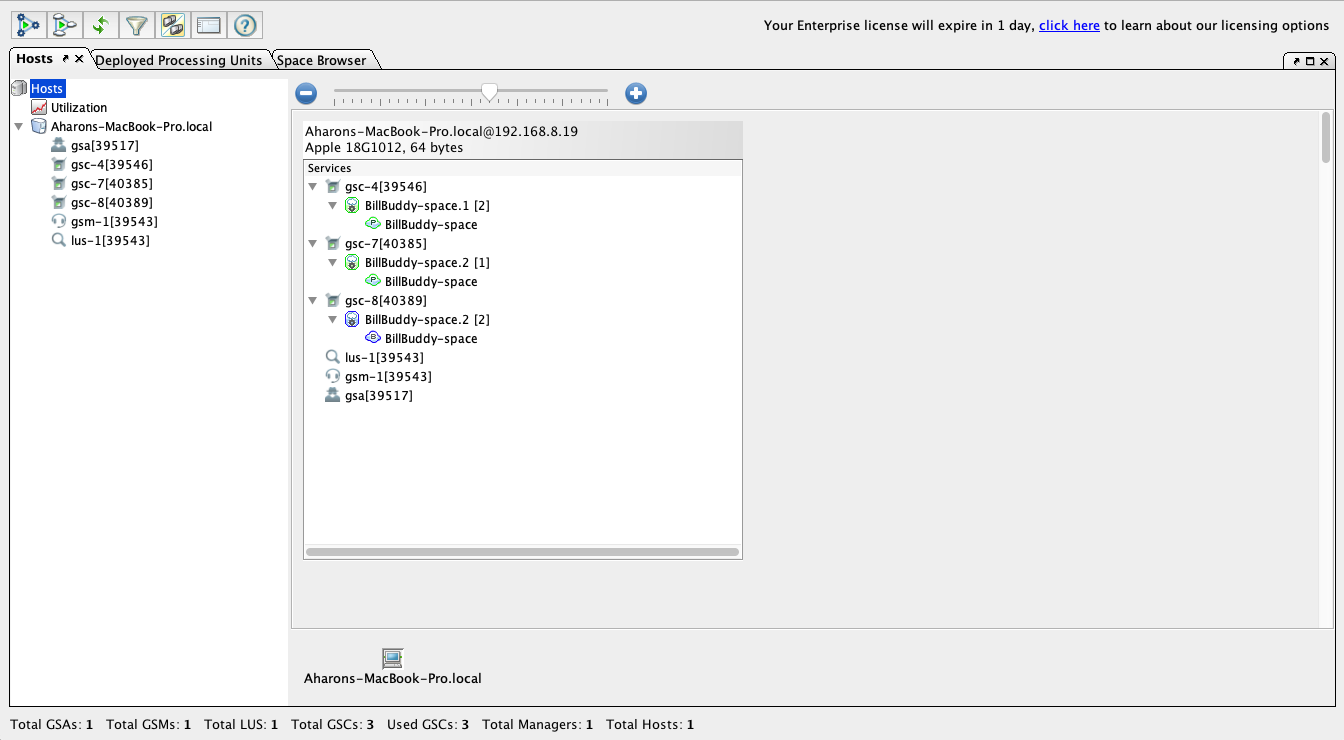 Your Enterprise license will expire in 1 day, click here to learn about our licensing options
Hosts Deployed Processing Units Space Browser
Hosts
Utilization
Aharons-MacBook-Pro.local
gsa[39517]
gsc-4[39546]
gsc-7[40385]
gsc-8[40389]
gsm-1[39543]
lus-1[39543]
Aharons-MacBook-Pro.local@192.168.8.19
Apple 18G1012, 64 bytes
Services
gsc-4[39546]
BillBuddy-space.1 [2]
P BillBuddy-space
gsc-7[40385]
BillBuddy-space.2 [1]
P BillBuddy-space
gsc-8[40389]
BillBuddy-space.2 [2]
B BillBuddy-space
lus-1[39543]
gsm-1[39543]
gsa[39517]
Aharons-MacBook-Pro.local
Total GSAs: 1 Total GSMs: 1 Total LUS: 1 Total GSCs: 3 Used GSCs: 3 Total Managers: 1 Total Hosts: 1